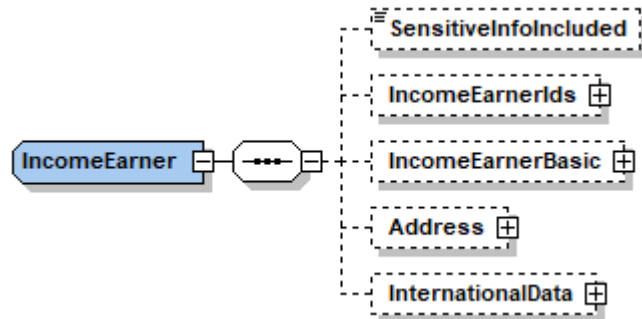 SensitiveInfoIncluded
IncomeEarnerIds
IncomeEarner
IncomeEarnerBasic
Address
InternationalData